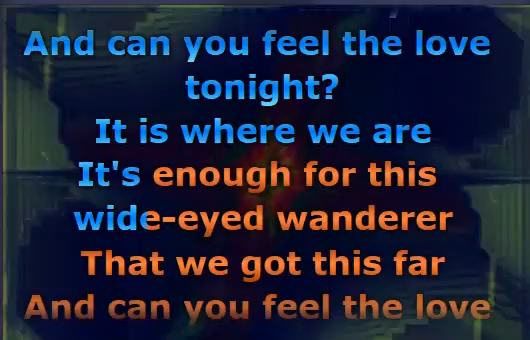 And can you feel the love
tonight?
It is where we are
It's enough for this
wide-eyed wanderer
That we got this far
And can you feel the love